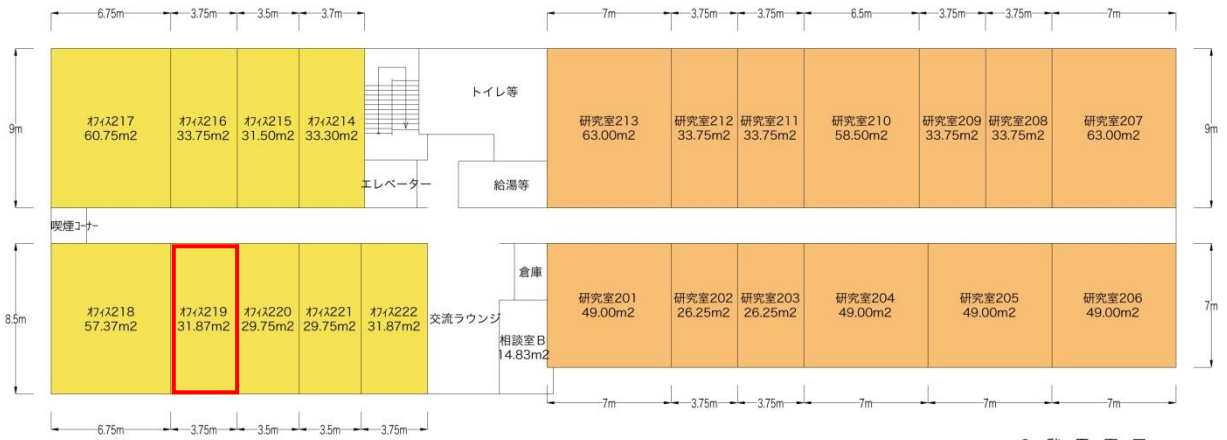 6.75m 3.75m 3.5m 3.7m 7m 3.75m 3.75m 6.5m 3.75m 3.75m 7m
9m
ｵﾌｨｽ217
60.75m2
ｵﾌｨｽ216
33.75m2
ｵﾌｨｽ215
31.50m2
ｵﾌｨｽ214
33.30m2
トイレ等
エレベーター
給湯等
研究室213
63.00m2
研究室212
33.75m2
研究室211
33.75m2
研究室210
58.50m2
研究室209
33.75m2
研究室208
33.75m2
研究室207
63.00m2
9m
喫煙ｺｰﾅｰ
8.5m
ｵﾌｨｽ218
57.37m2
ｵﾌｨｽ219
31.87m2
ｵﾌｨｽ220
29.75m2
ｵﾌｨｽ221
29.75m2
ｵﾌｨｽ222
31.87m2
交流ラウンジ
倉庫
相談室B
14.83m2
研究室201
49.00m2
研究室202
26.25m2
研究室203
26.25m2
研究室204
49.00m2
研究室205
49.00m2
研究室206
49.00m2
7m
7m 3.75m 3.75m 7m 7m 7m
6.75m 3.75m 3.5m 3.5m 3.75m